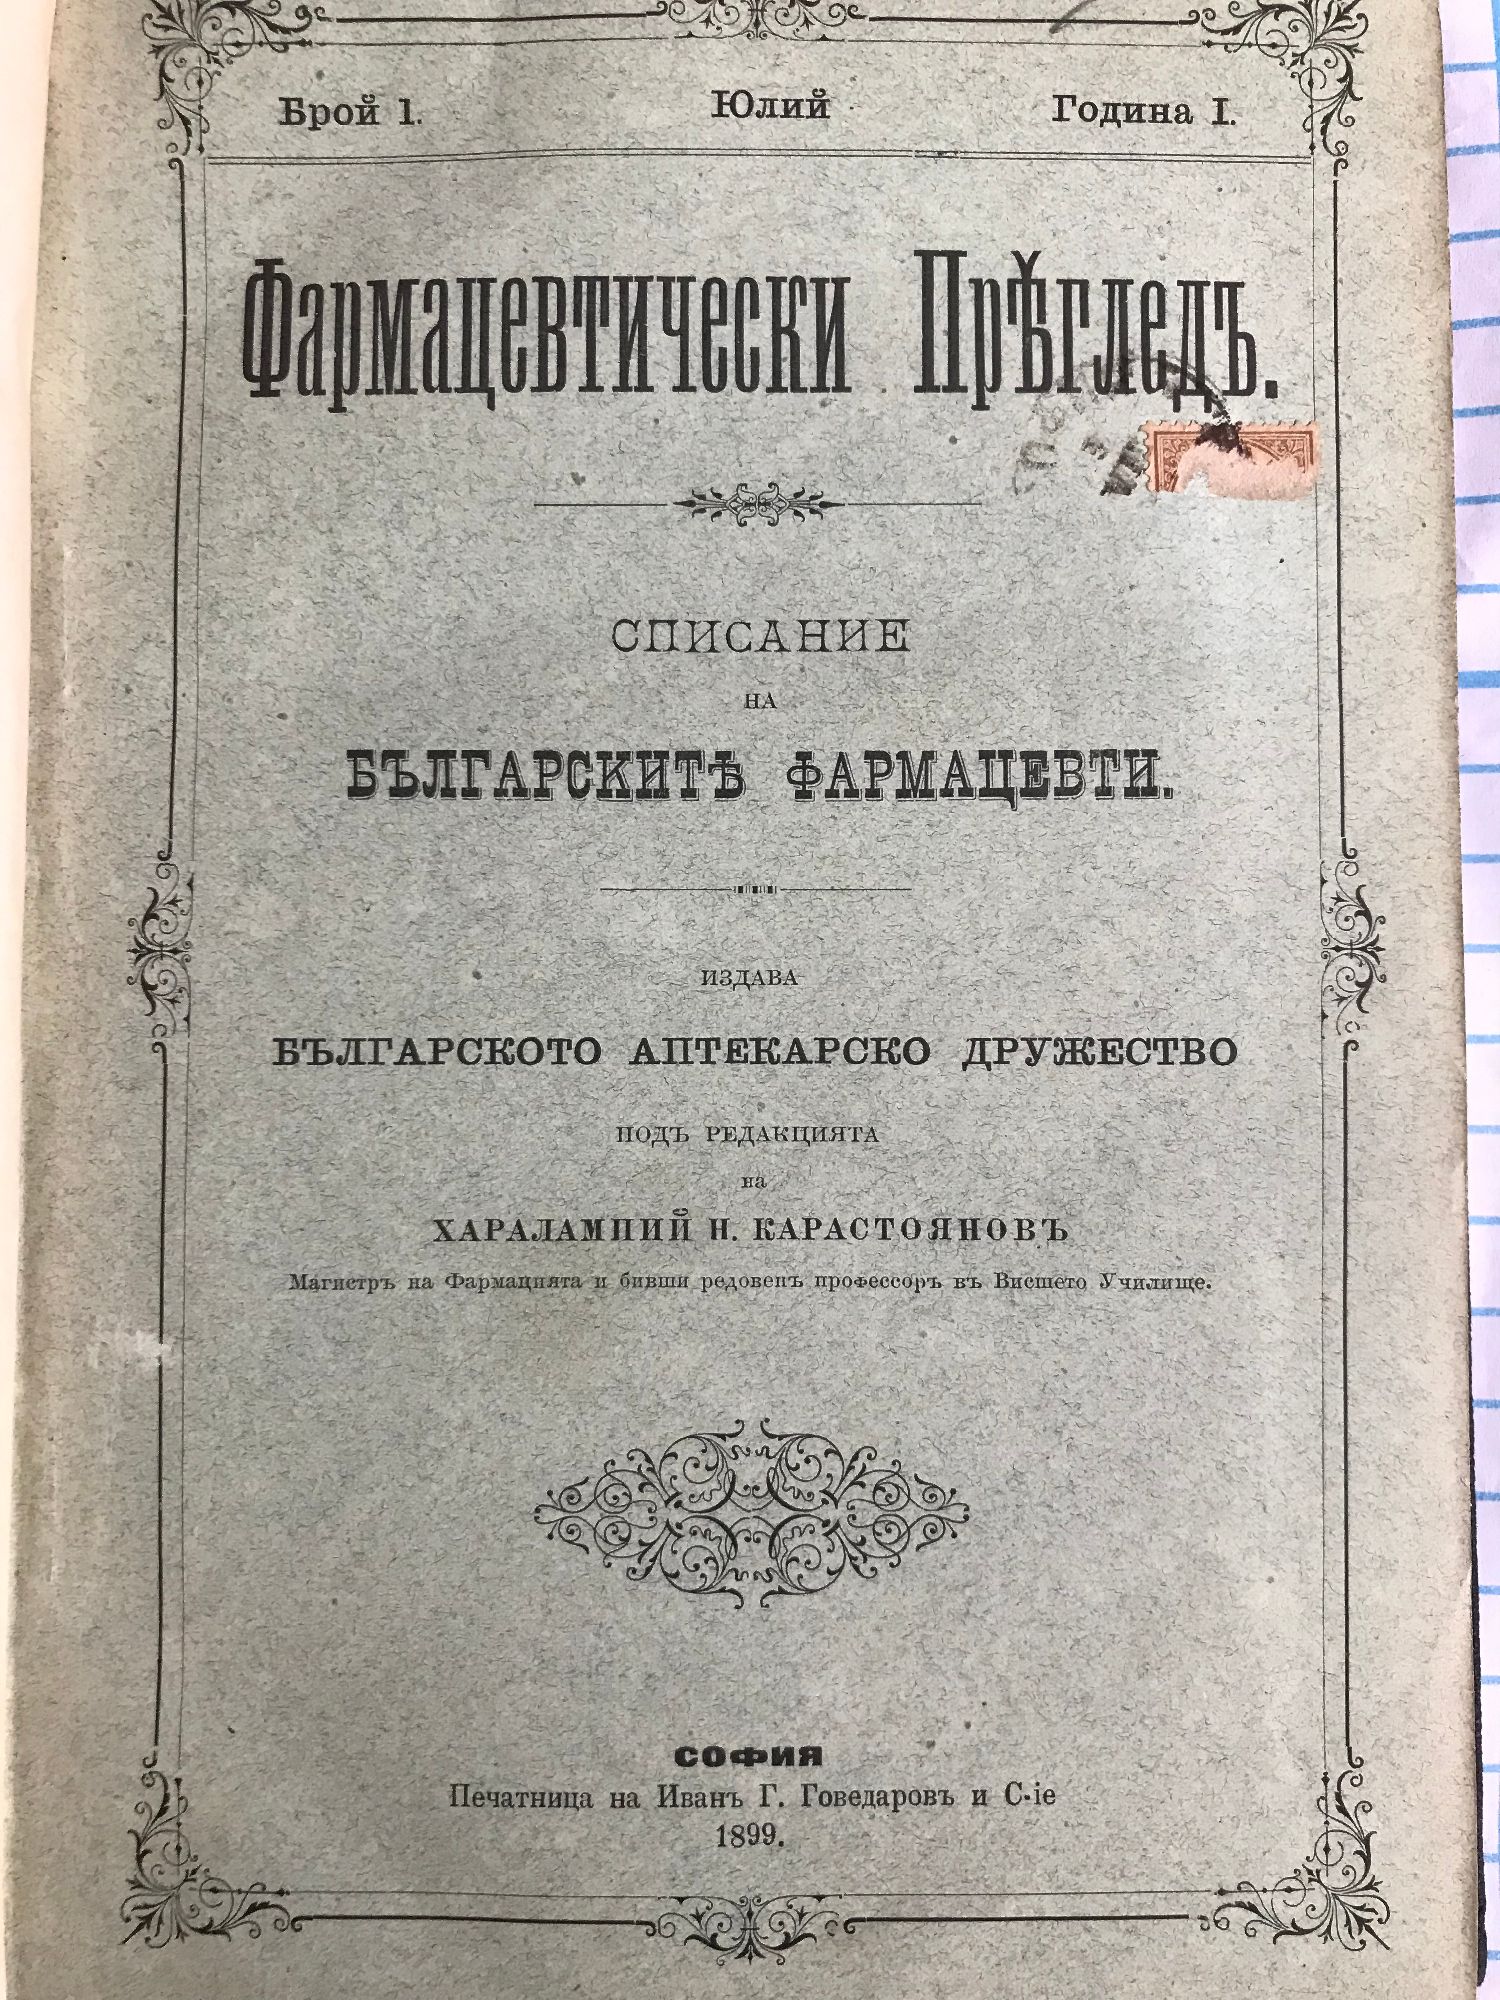 Брой 1. Юлий Година I.
Фармацевтически Прѣгледъ.
СПИСАНИЕ
НА
БЪЛГАРСКИТѢ ФАРМАЦЕВТИ.
ИЗДАВА
БЪЛГАРСКОТО АПТЕКАРСКО ДРУЖЕСТВО
ПОДЪ РЕДАКЦИЯТА
на
ХАРАЛАМПИЙ Н. КАРАСТОЯНОВЪ
Магистръ на Фармацията и бивши редовенъ профессоръ въ Висшето Училище.
СОФИЯ
Печатница на Иванъ Г. Говедаровъ и С-ie
1899.